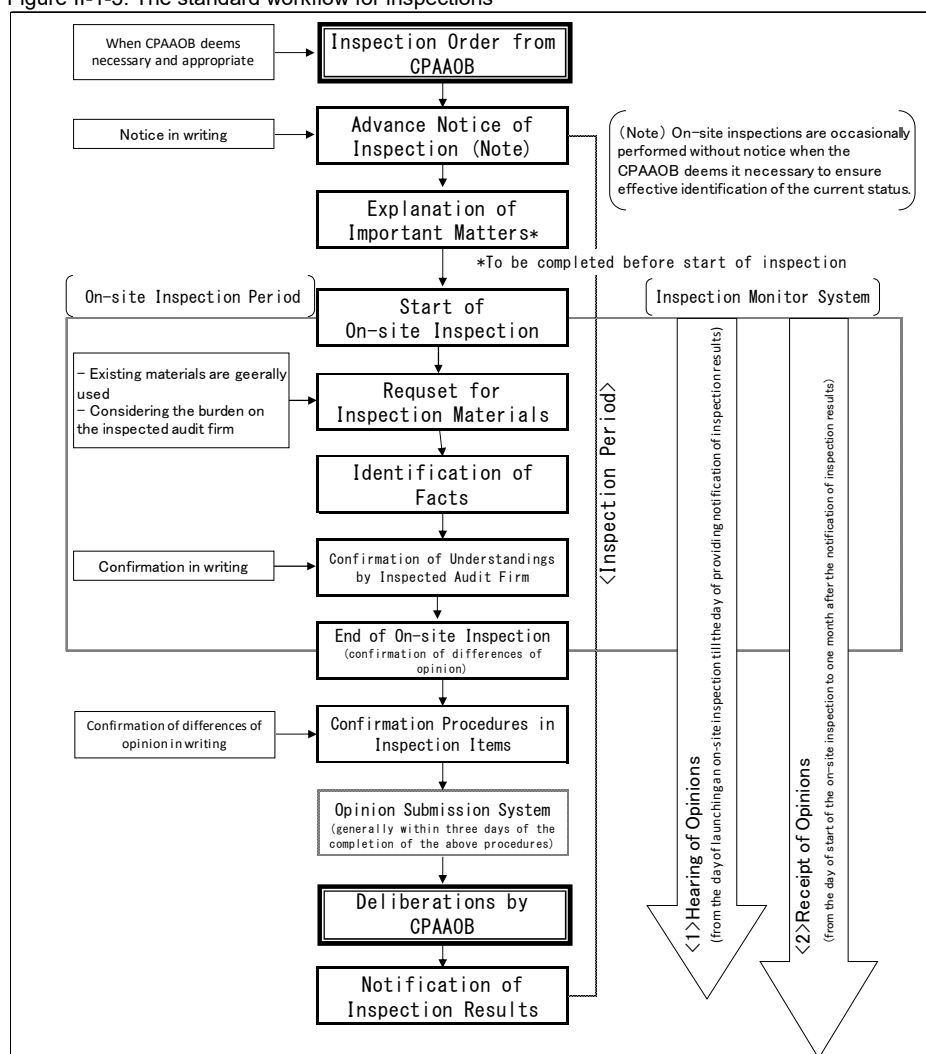 Figure II-1-3: The standard workflow for inspections
When CPAAOB deems
necessary and appropriate
Inspection Order from
CPAAOB
Notice in writing
Advance Notice of
Inspection (Note)
(Note) On-site inspections are occasionally
performed without notice when the
CPAAOB deems it necessary to ensure
effective identification of the current status.
Explanation of
Important Matters*
*To be completed before start of inspection
On-site Inspection Period
Inspection Monitor System
Start of
On-site Inspection
- Existing materials are geerally
used
- Considering the burden on
the inspected audit firm
Requset for
Inspection Materials
Identification of
Facts
Confirmation in writing
Confirmation of Understandings
by Inspected Audit Firm
End of On-site Inspection
(confirmation of differences of
opinion)
Confirmation of differences of
opinion in writing
Confirmation Procedures in
Inspection Items
Opinion Submission System
(generally within three days of the
completion of the above procedures)
Deliberations by
CPAAOB
Notification of
Inspection Results
<Inspection Period>
<1>Hearing of Opinions
(from the day of launching an on-site inspection till the day of providing notification of inspection results)
<2>Receipt of Opinions
(from the day of start of the on-site inspection to one month after the notification of inspection results)